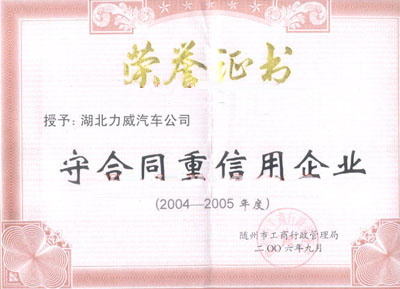 荣誉证书
授予：湖北力威汽车公司
守合同重信用企业
(2004—2005 年度)
随州市工商行政管理局
二〇〇六年九月